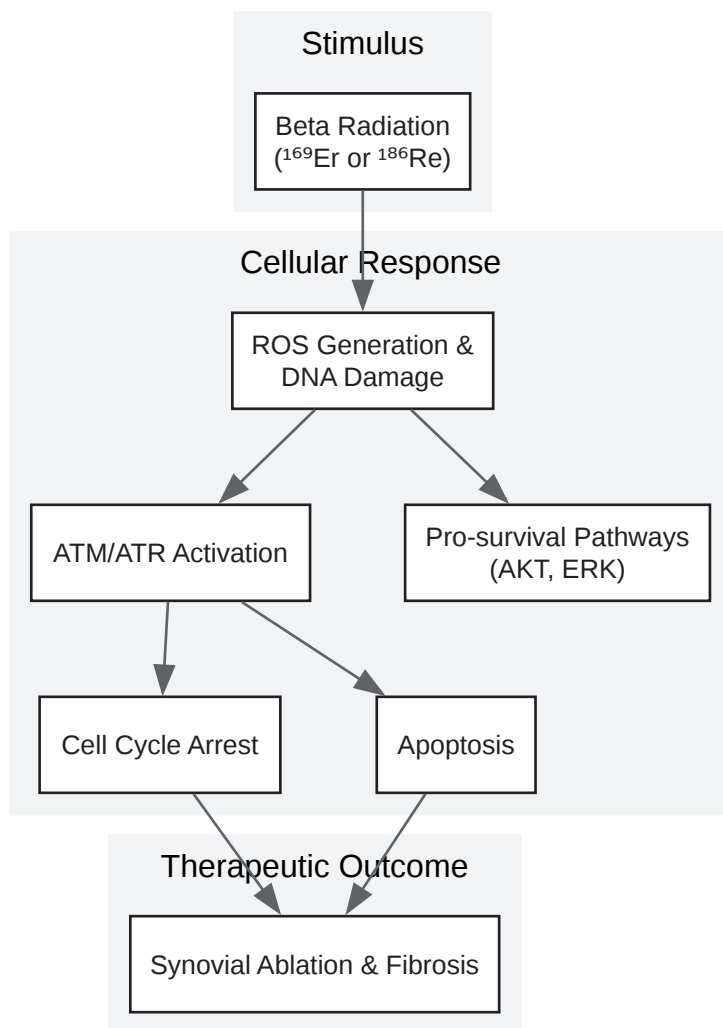 Stimulus
Beta Radiation
(¹⁶⁹Er or ¹⁸⁶Re)
Cellular Response
ROS Generation &
DNA Damage
ATM/ATR Activation
Pro-survival Pathways
(AKT, ERK)
Cell Cycle Arrest
Apoptosis
Therapeutic Outcome
Synovial Ablation & Fibrosis